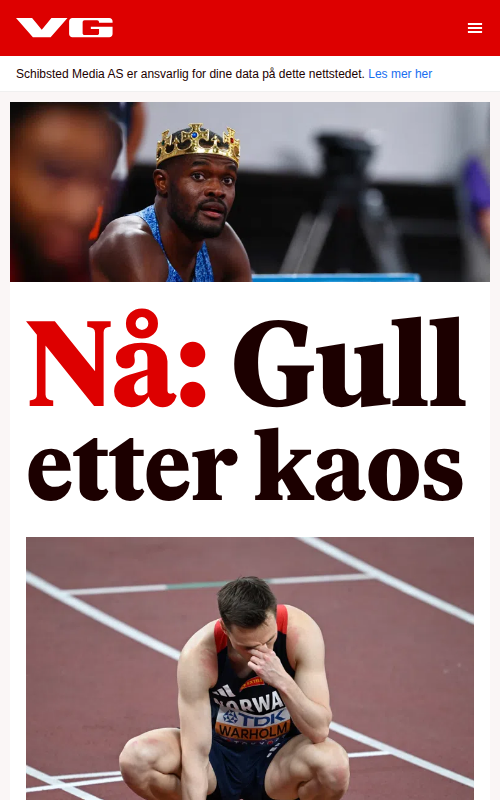 VG
Schibsted Media AS er ansvarlig for dine data på dette nettstedet. Les mer her
Nå: Gull
etter kaos
NORWAY
TDK
WARHOLM